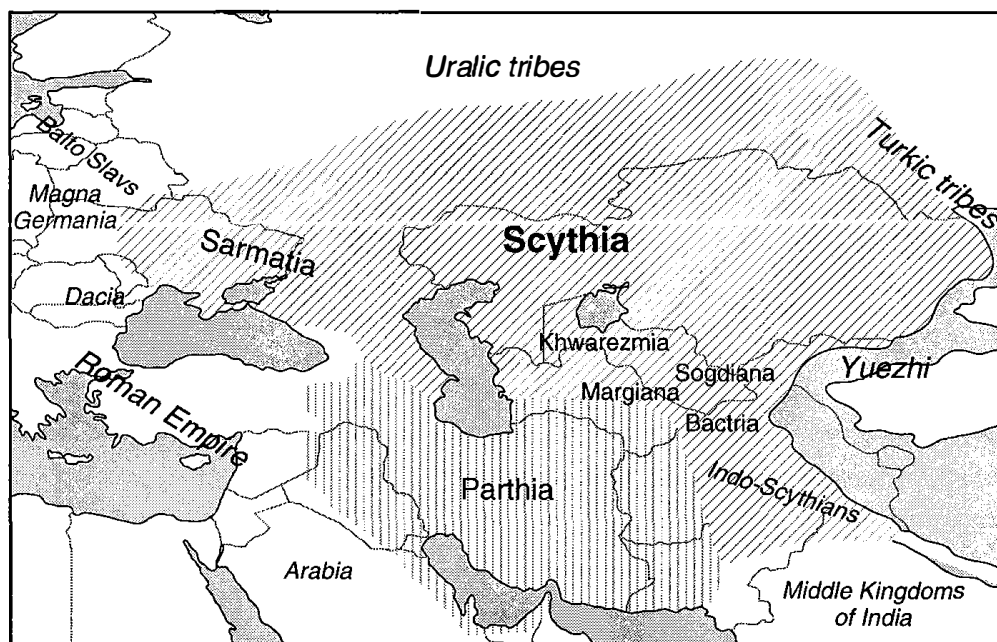 Uralic tribes
Turkic tribes
Balto Slavs
Magna
Germania
Sarmatia
Scythia
Dacia
Khwarezmia
Yuezhi
Sogdiana
Margiana
Roman Empire
Bactria
Parthia
Indo-Scythians
Arabia
Middle Kingdoms
of India